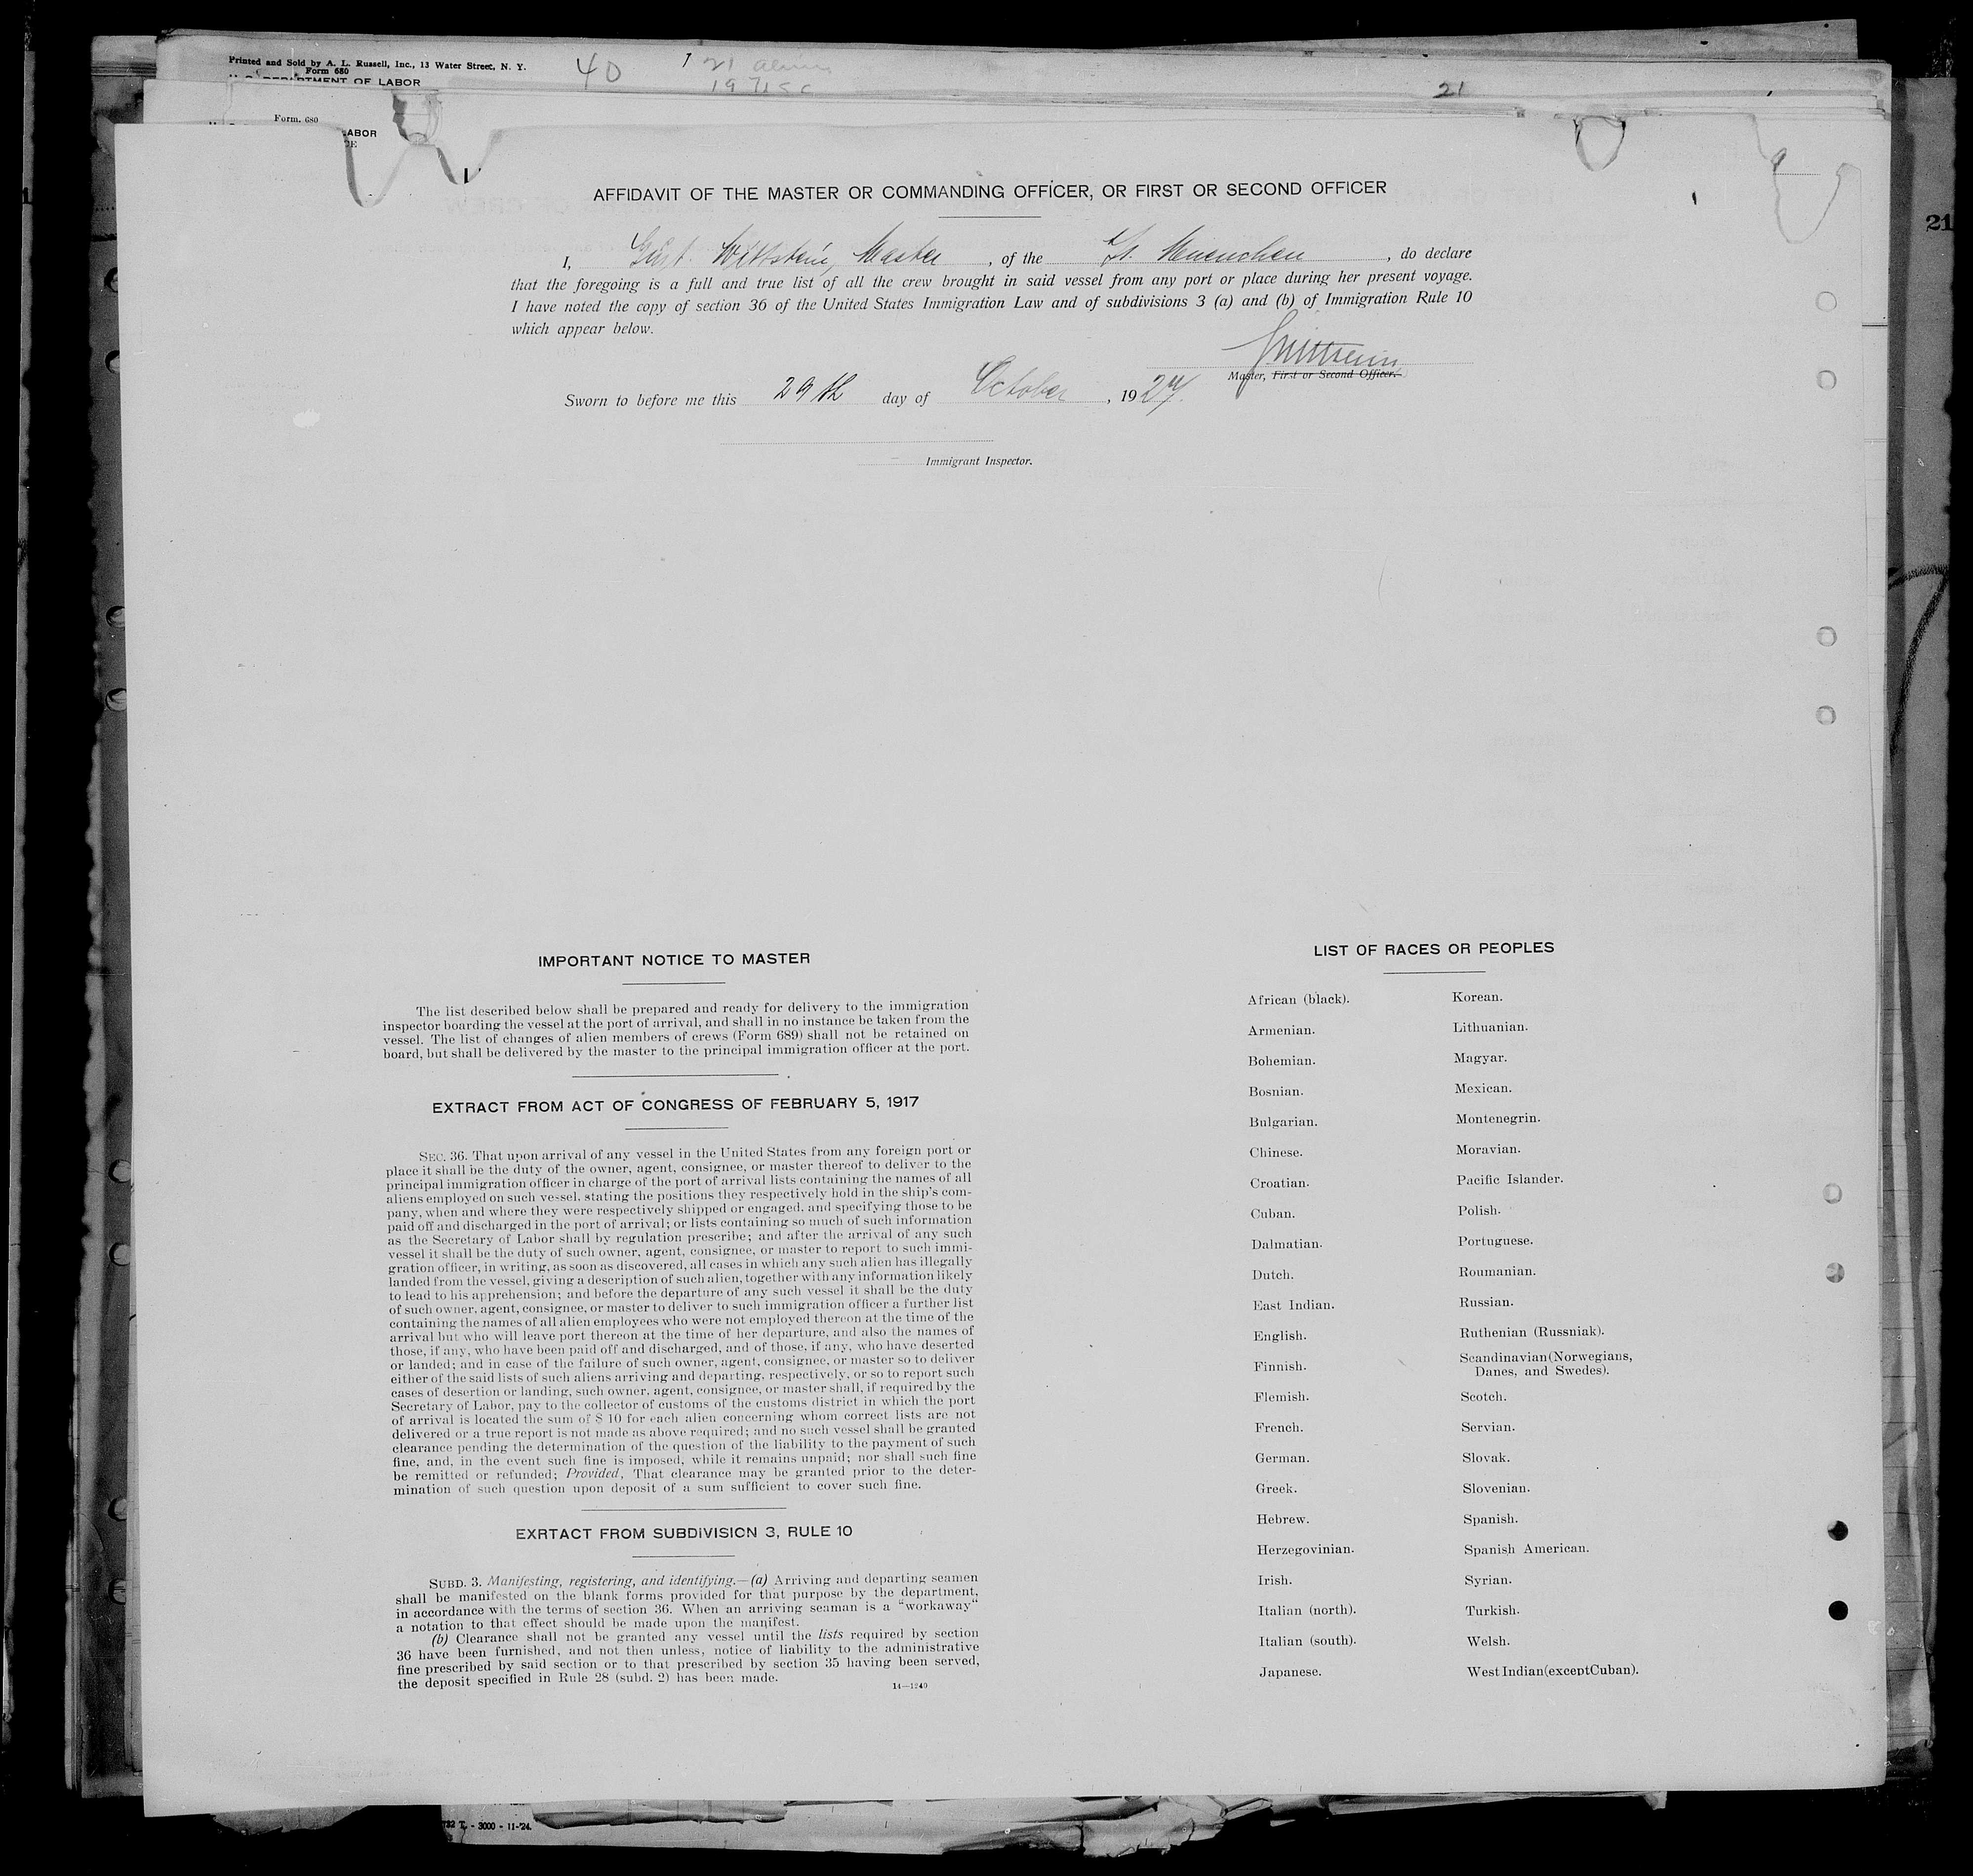 Printed and Sold by A. L. Russell, Inc., 13 Water Street, N. Y.
Form 680
DEPARTMENT OF LABOR
40
21
21
Form. 680
LABOR
AFFIDAVIT OF THE MASTER OR COMMANDING OFFICER, OR FIRST OR SECOND OFFICER
I, Gust. Wittstein, Master, of the St. Muenchen, do declare
that the foregoing is a full and true list of all the crew brought in said vessel from any port or place during her present voyage.
I have noted the copy of section 36 of the United States Immigration Law and of subdivisions 3 (a) and (b) of Immigration Rule 10
which appear below.
Master, First or Second Officer.
Sworn to before me this 29th day of October, 19
Immigrant Inspector.
IMPORTANT NOTICE TO MASTER
The list described below shall be prepared and ready for delivery to the immigration
inspector boarding the vessel at the port of arrival, and shall in no instance be taken from the
vessel. The list of changes of alien members of crews (Form 689) shall not be retained on
board, but shall be delivered by the master to the principal immigration officer at the port.
EXTRACT FROM ACT OF CONGRESS OF FEBRUARY 5, 1917
SEC. 36. That upon arrival of any vessel in the United States from any foreign port or
place it shall be the duty of the owner, agent, consignee, or master thereof to deliver to the
principal immigration officer in charge of the port of arrival lists containing the names of all
aliens employed on such vessel, stating the positions they respectively hold in the ship's com-
pany, when and where they were respectively shipped or engaged, and specifying those to be
paid off and discharged in the port of arrival; or lists containing so much of such information
as the Secretary of Labor shall by regulation prescribe; and after the arrival of any such
vessel it shall be the duty of such owner, agent, consignee, or master to report to such immi-
gration officer, in writing, as soon as discovered, all cases in which any such alien has illegally
landed from the vessel, giving a description of such alien, together with any information likely
to lead to his apprehension; and before the departure of any such vessel it shall be the duty
of such owner, agent, consignee, or master to deliver to such immigration officer a further list
containing the names of all alien employees who were not employed thereon at the time of the
arrival but who will leave port thereon at the time of her departure, and also the names of
those, if any, who have been paid off and discharged, and of those, if any, who have deserted
or landed; and in case of the failure of such owner, agent, consignee, or master so to deliver
either of the said lists of such aliens arriving and departing, respectively, or so to report such
cases of desertion or landing, such owner, agent, consignee, or master shall, if required by the
Secretary of Labor, pay to the collector of customs of the customs district in which the port
of arrival is located the sum of $ 10 for each alien concerning whom correct lists are not
delivered or a true report is not made as above required; and no such vessel shall be granted
clearance pending the determination of the question of the liability to the payment of such
fine, and, in the event such fine is imposed, while it remains unpaid; nor shall such fine
be remitted or refunded; Provided, That clearance may be granted prior to the deter-
mination of such question upon deposit of a sum sufficient to cover such fine.
EXRTACT FROM SUBDIVISION 3, RULE 10
SUBD. 3. Manifesting, registering, and identifying.—(a) Arriving and departing seamen
shall be manifested on the blank forms provided for that purpose by the department,
in accordance with the terms of section 36. When an arriving seaman is a "workaway"
a notation to that effect should be made upon the manifest.
(b) Clearance shall not be granted any vessel until the lists required by section
36 have been furnished, and not then unless, notice of liability to the administrative
fine prescribed by said section or to that prescribed by section 35 having been served,
the deposit specified in Rule 28 (subd. 2) has been made.
14—1240
LIST OF RACES OR PEOPLES
African (black).
Armenian.
Bohemian.
Bosnian.
Bulgarian.
Chinese.
Croatian.
Cuban.
Dalmatian.
Dutch.
East Indian.
English.
Finnish.
Flemish.
French.
German.
Greek.
Hebrew.
Herzegovinian.
Irish.
Italian (north).
Italian (south).
Japanese.
Korean.
Lithuanian.
Magyar.
Mexican.
Montenegrin.
Moravian.
Pacific Islander.
Polish.
Portuguese.
Roumanian.
Russian.
Ruthenian (Russniak).
Scandinavian (Norwegians,
Danes, and Swedes).
Scotch.
Servian.
Slovak.
Slovenian.
Spanish.
Spanish American.
Syrian.
Turkish.
Welsh.
West Indian (except Cuban).
732 T. - 3000 - 11-'24.